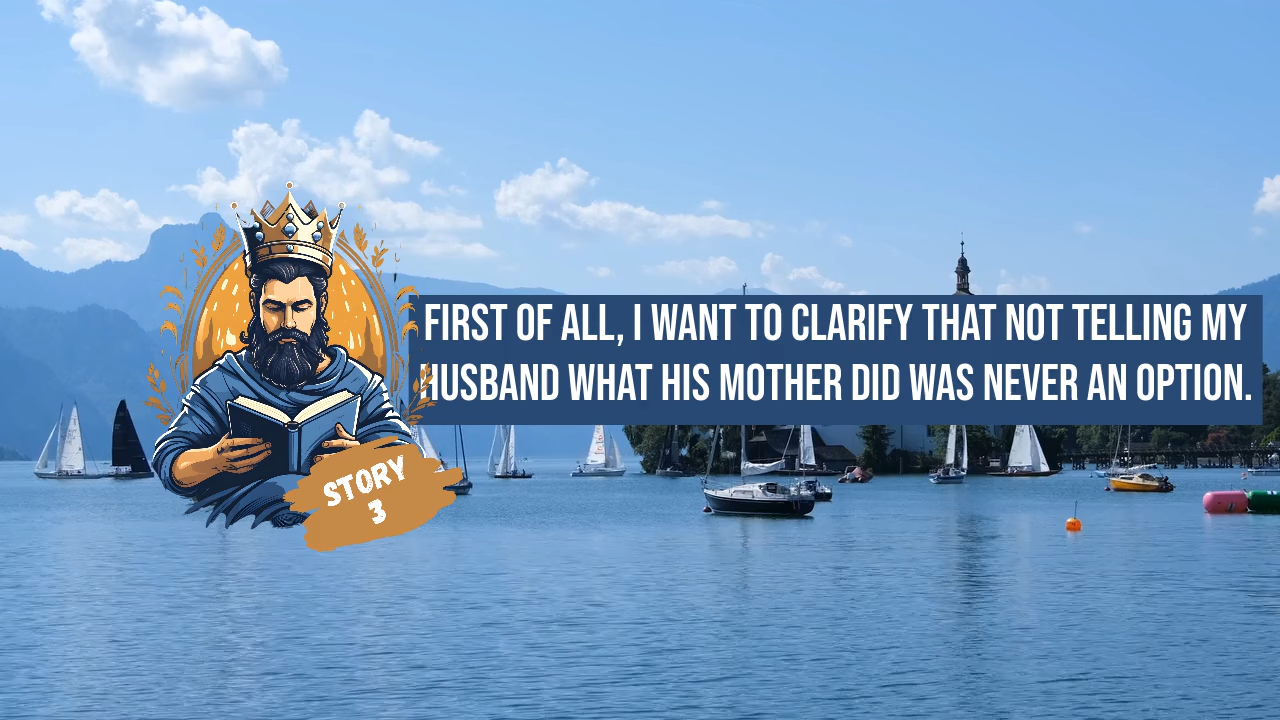 FIRST OF ALL, I WANT TO CLARIFY THAT NOT TELLING MY
HUSBAND WHAT HIS MOTHER DID WAS NEVER AN OPTION.
STORY
3